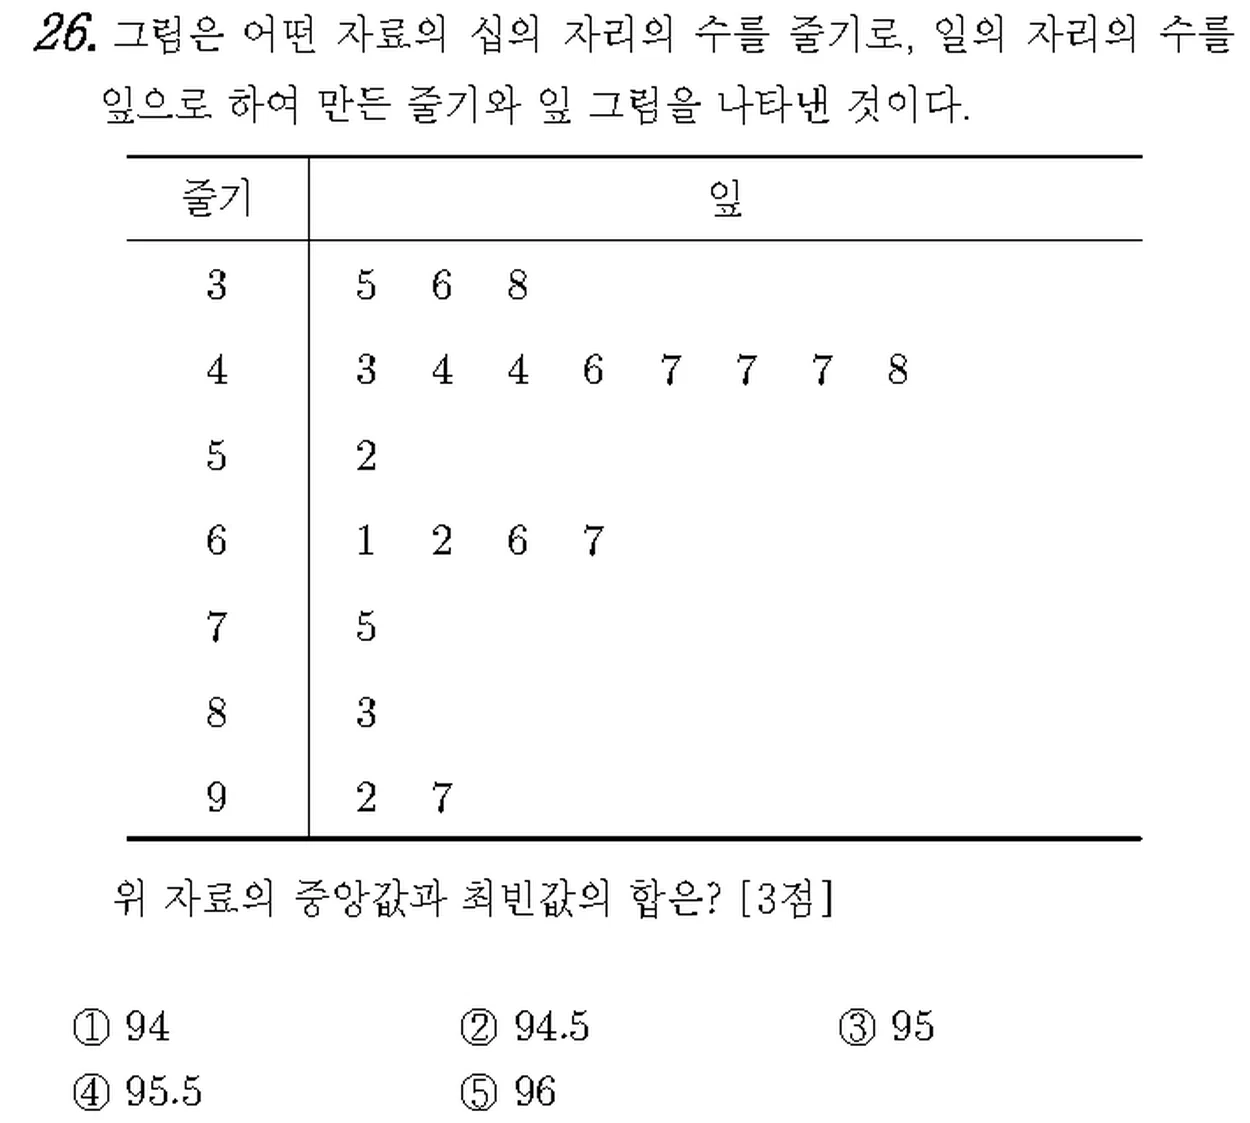 26. 그림은 어떤 자료의 십의 자리의 수를 줄기로, 일의 자리의 수를
잎으로 하여 만든 줄기와 잎 그림을 나타낸 것이다.
줄기 잎
3 5 6 8
4 3 4 4 6 7 7 7 8
5 2
6 1 2 6 7
7 5
8 3
9 2 7
위 자료의 중앙값과 최빈값의 합은? [3점]
① 94 ② 94.5 ③ 95
④ 95.5 ⑤ 96